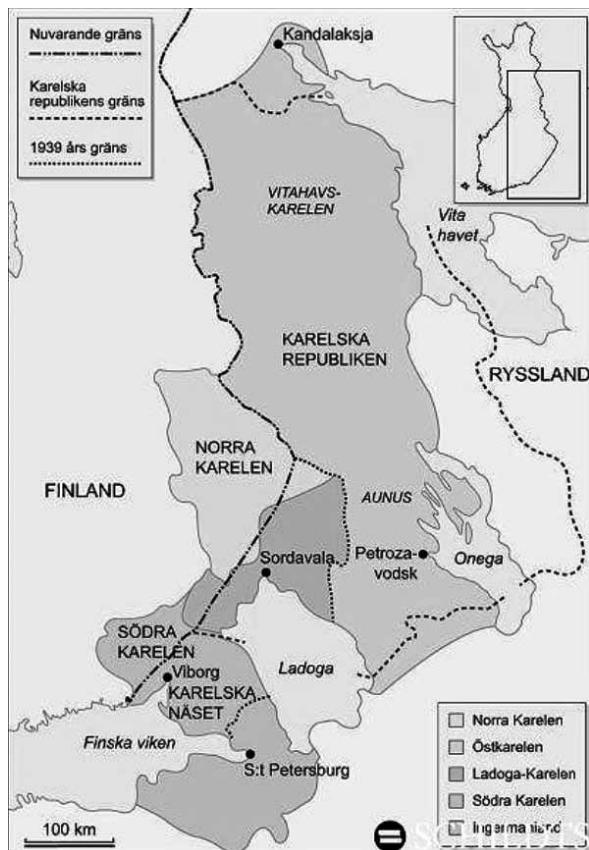 Nuvarande gräns
Karelska
republikens gräns
1939 års gräns
Kandalaksja
VITAHAVS-
KARELEN
Vita
havet
KARELSKA
REPUBLIKEN
RYSSLAND
NORRA
KARELEN
FINLAND
AUNUS
Sordavala
Petroza-
vodsk
Onega
SÖDRA
KARELEN
Ladoga
Viborg
KARELSKA
NÄSET
Finska viken
S:t Petersburg
Norra Karelen
Östkarelen
Ladoga-Karelen
Södra Karelen
Ingermanland
100 km
SCHILDTS